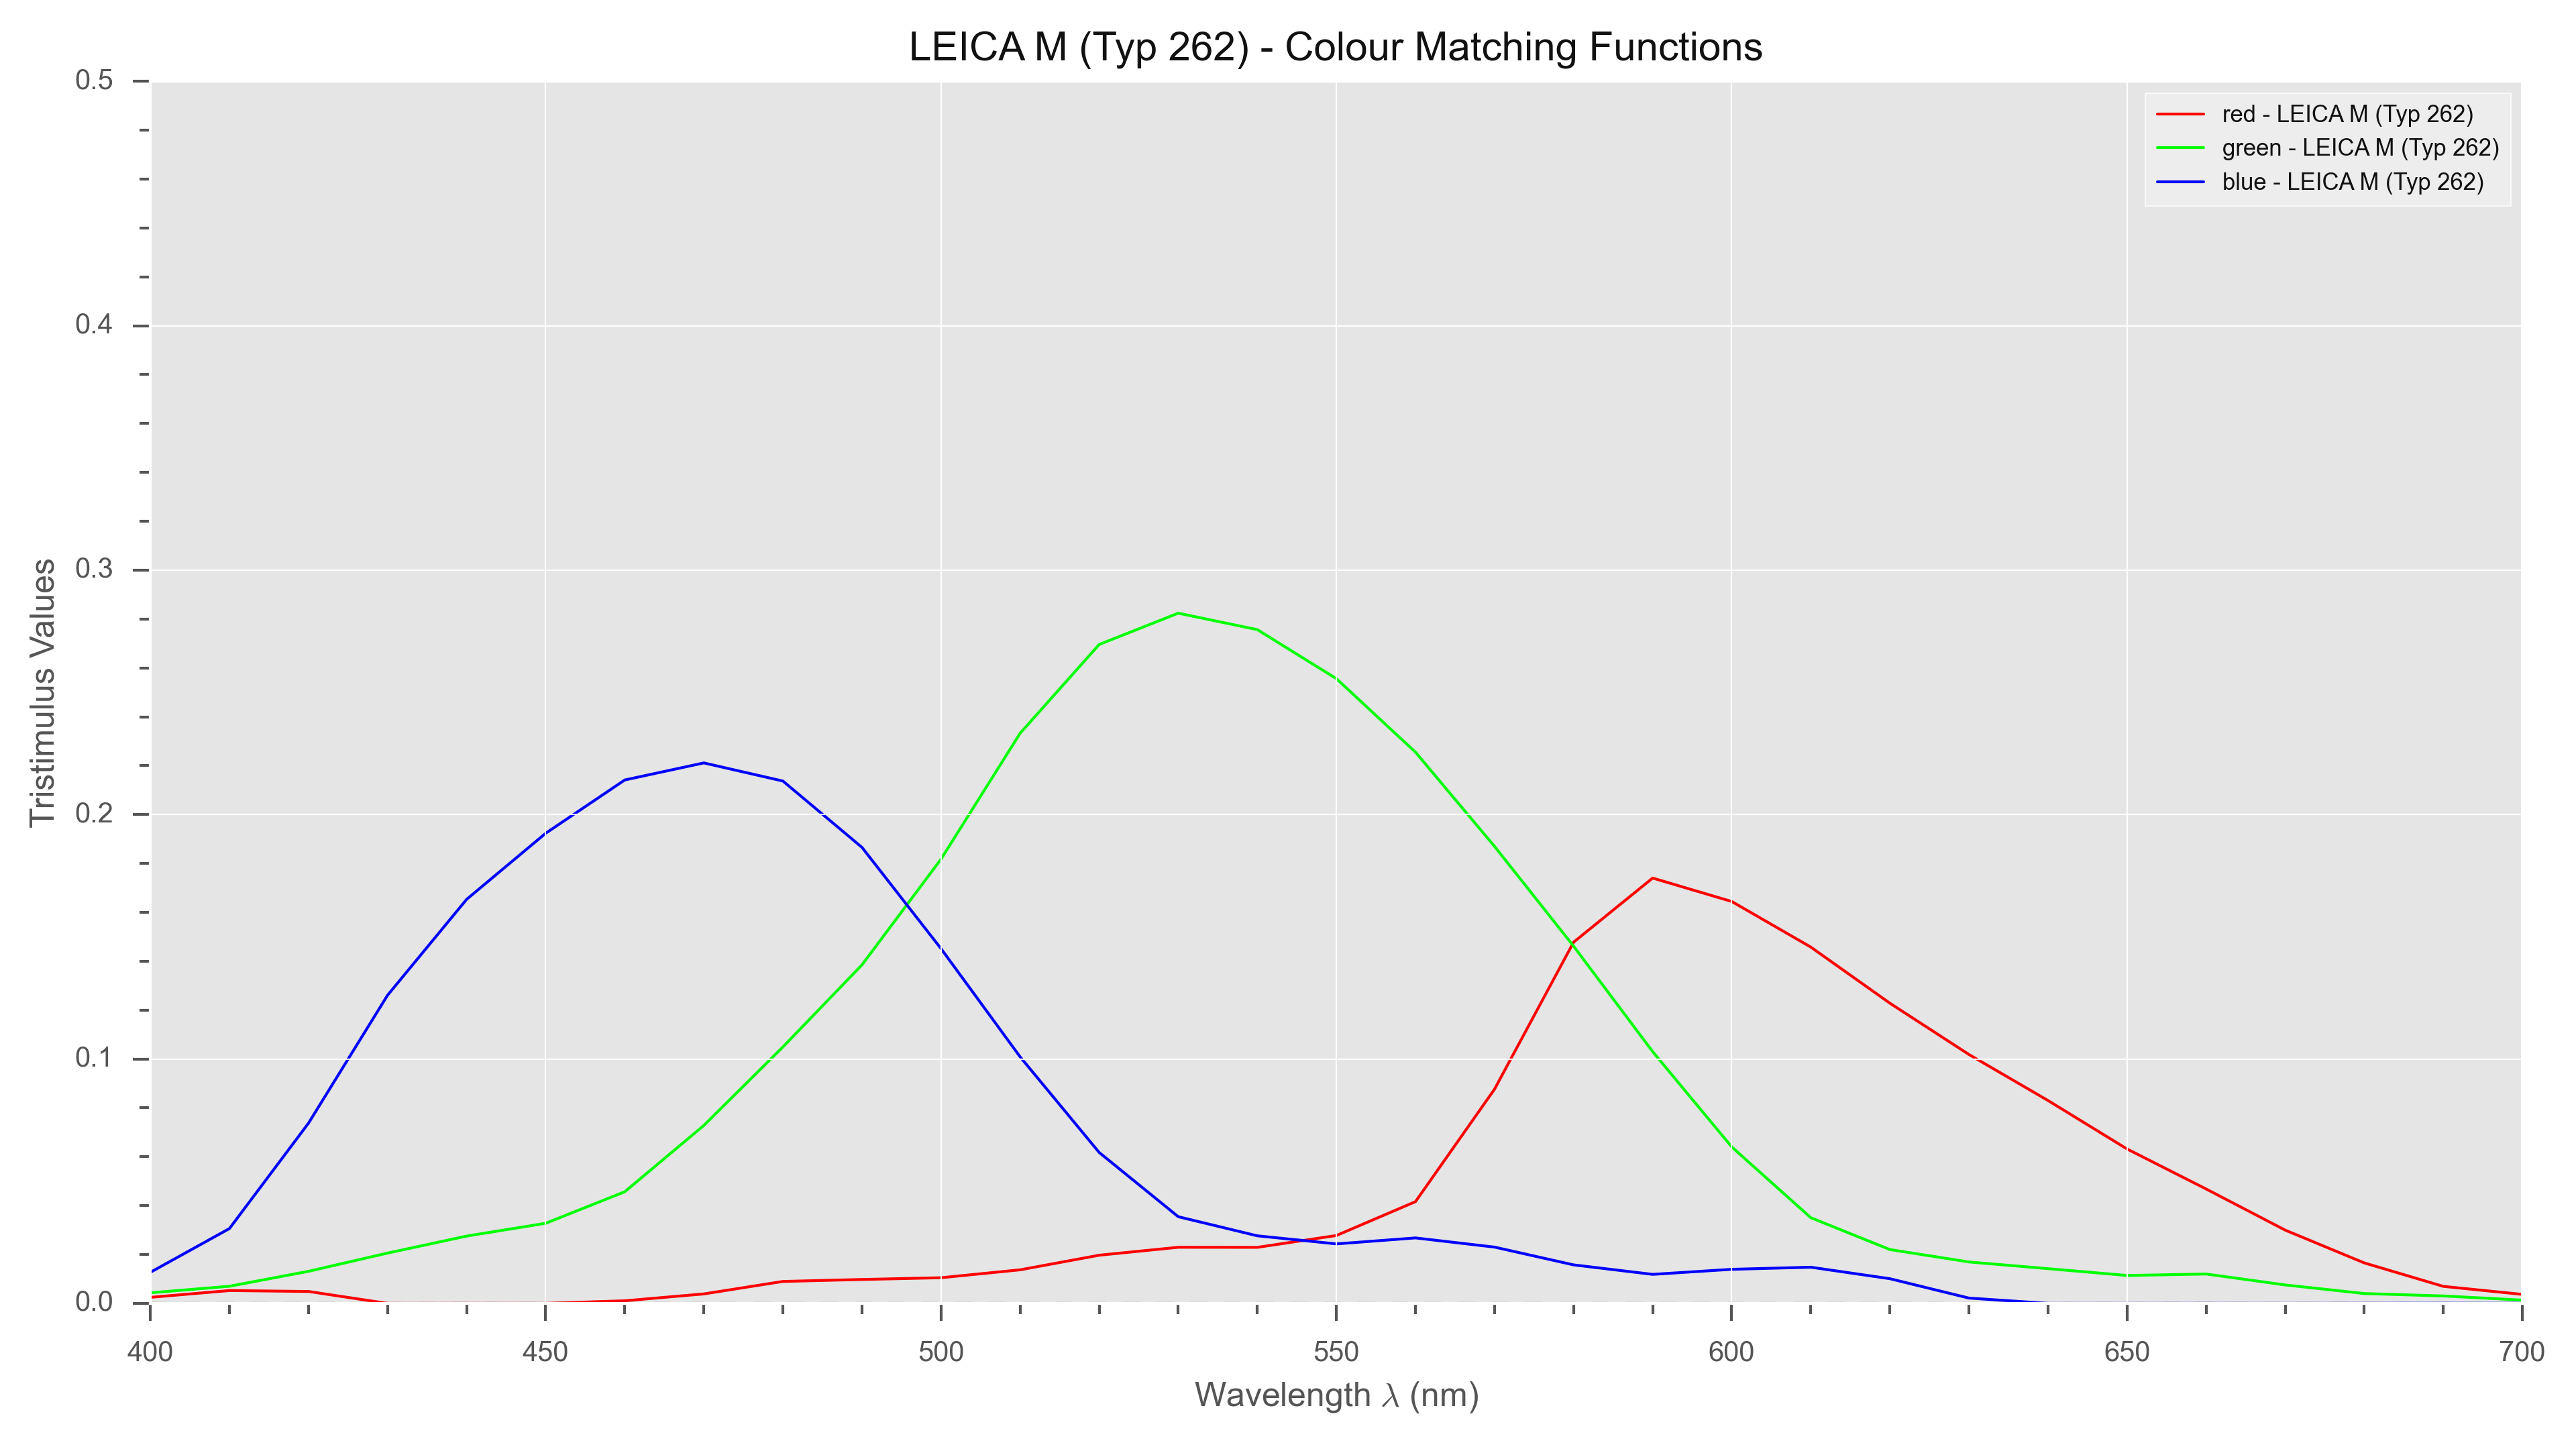 LEICA M (Typ 262) - Colour Matching Functions
red - LEICA M (Typ 262)
green - LEICA M (Typ 262)
blue - LEICA M (Typ 262)
Tristimulus Values
0.5
0.4
0.3
0.2
0.1
0.0
400 450 500 550 600 650 700
Wavelength λ (nm)